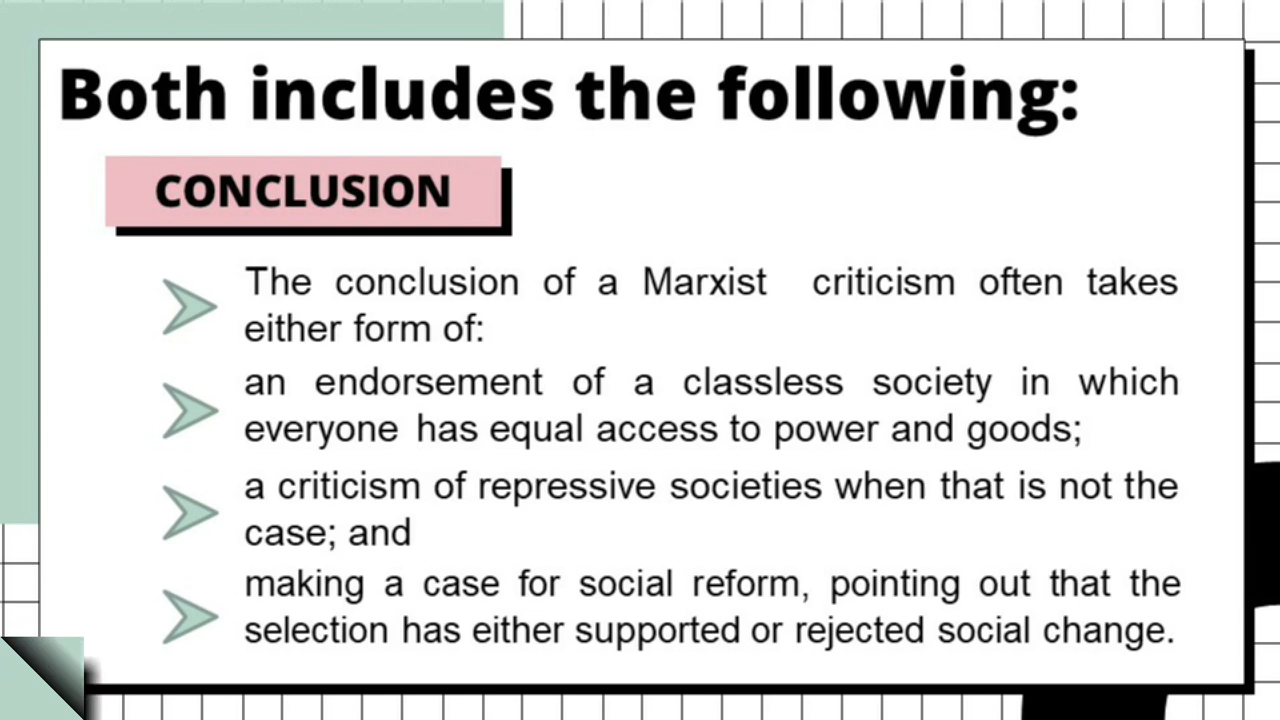 Both includes the following:
CONCLUSION
The conclusion of a Marxist criticism often takes
either form of:
an endorsement of a classless society in which
everyone has equal access to power and goods;
a criticism of repressive societies when that is not the
case; and
making a case for social reform, pointing out that the
selection has either supported or rejected social change.